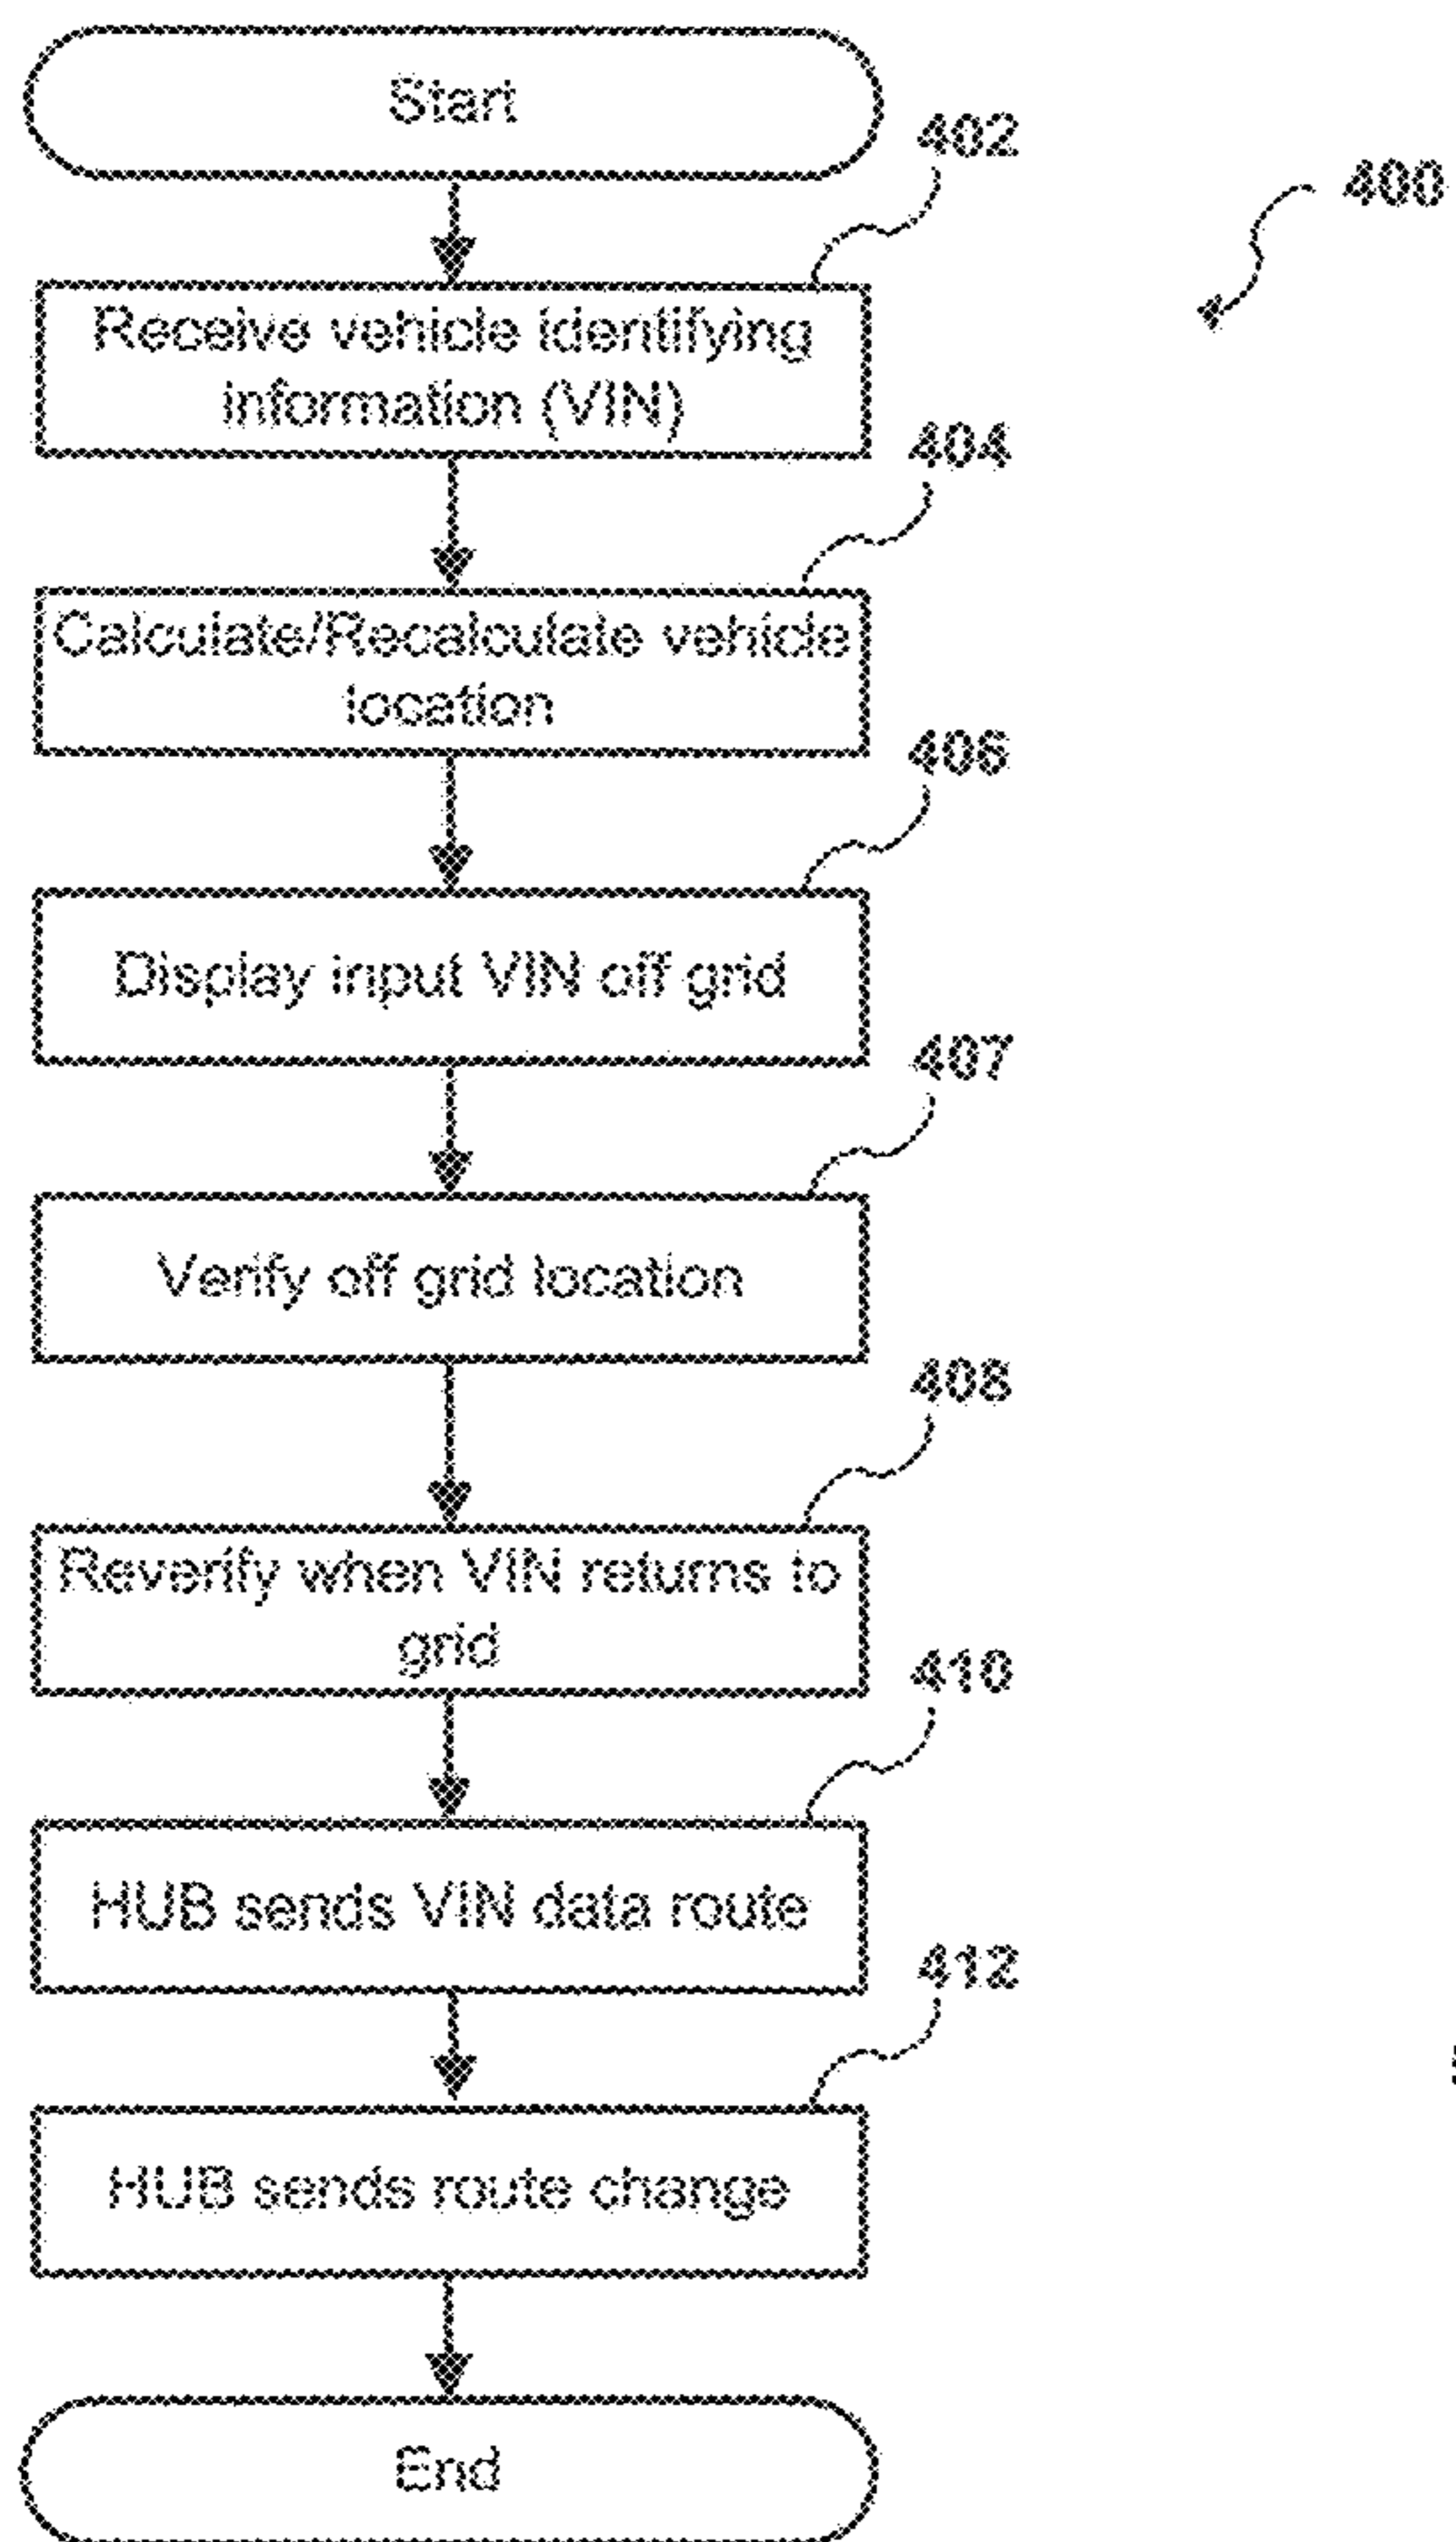 Start
402
400
Receive vehicle identifying
information (VIN)
404
Calculate/Recalculate vehicle
location
406
Display input VIN off grid
407
Verify off grid location
408
Reverify when VIN returns to
grid
410
HUB sends VIN data route
412
HUB sends route change
End